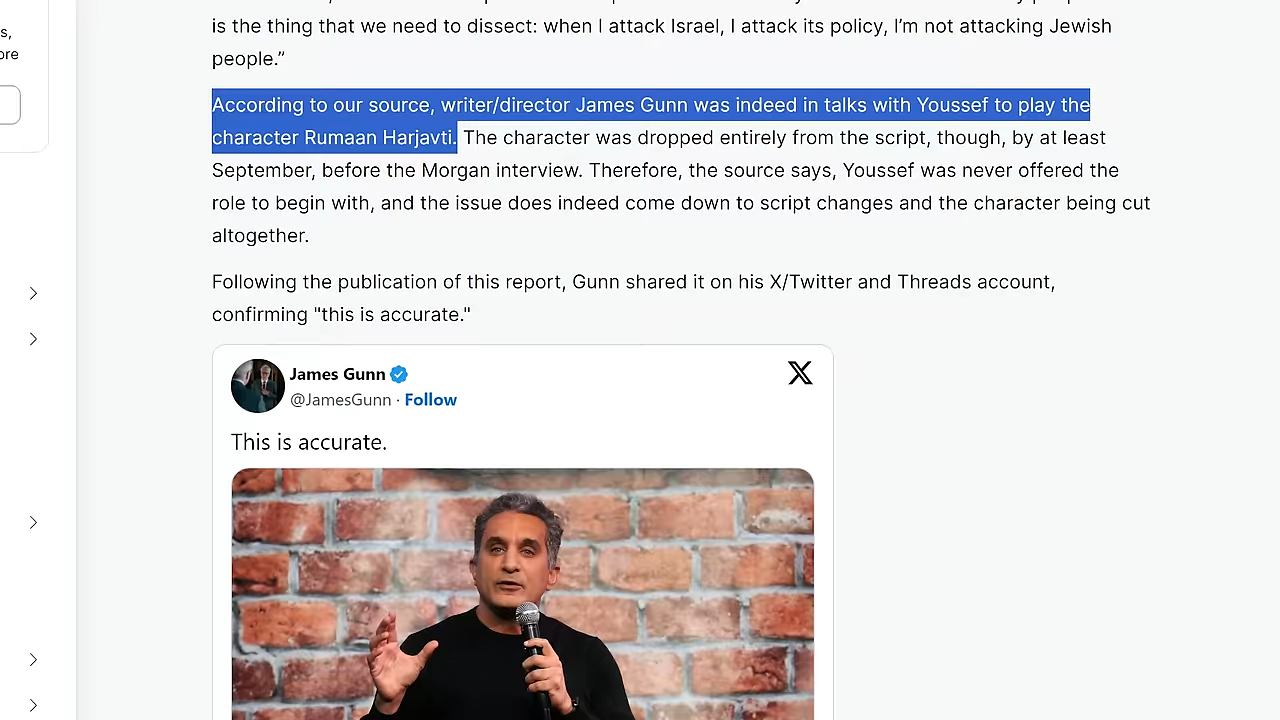 is the thing that we need to dissect: when I attack Israel, I attack its policy, I’m not attacking Jewish
people.”
s,
ore
According to our source, writer/director James Gunn was indeed in talks with Youssef to play the
character Rumaan Harjavti. The character was dropped entirely from the script, though, by at least
September, before the Morgan interview. Therefore, the source says, Youssef was never offered the
role to begin with, and the issue does indeed come down to script changes and the character being cut
altogether.
Following the publication of this report, Gunn shared it on his X/Twitter and Threads account,
confirming "this is accurate."
James Gunn
@JamesGunn · Follow
This is accurate.